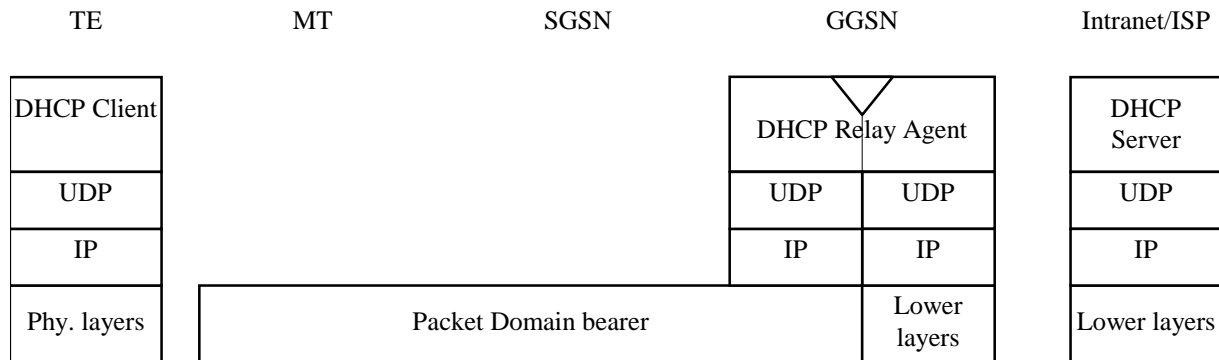 TE MT SGSN GGSN Intranet/ISP
DHCP Client
DHCP Relay Agent
DHCP
Server
UDP UDP UDP UDP
IP IP IP IP
Phy. layers Packet Domain bearer Lower
layers Lower layers